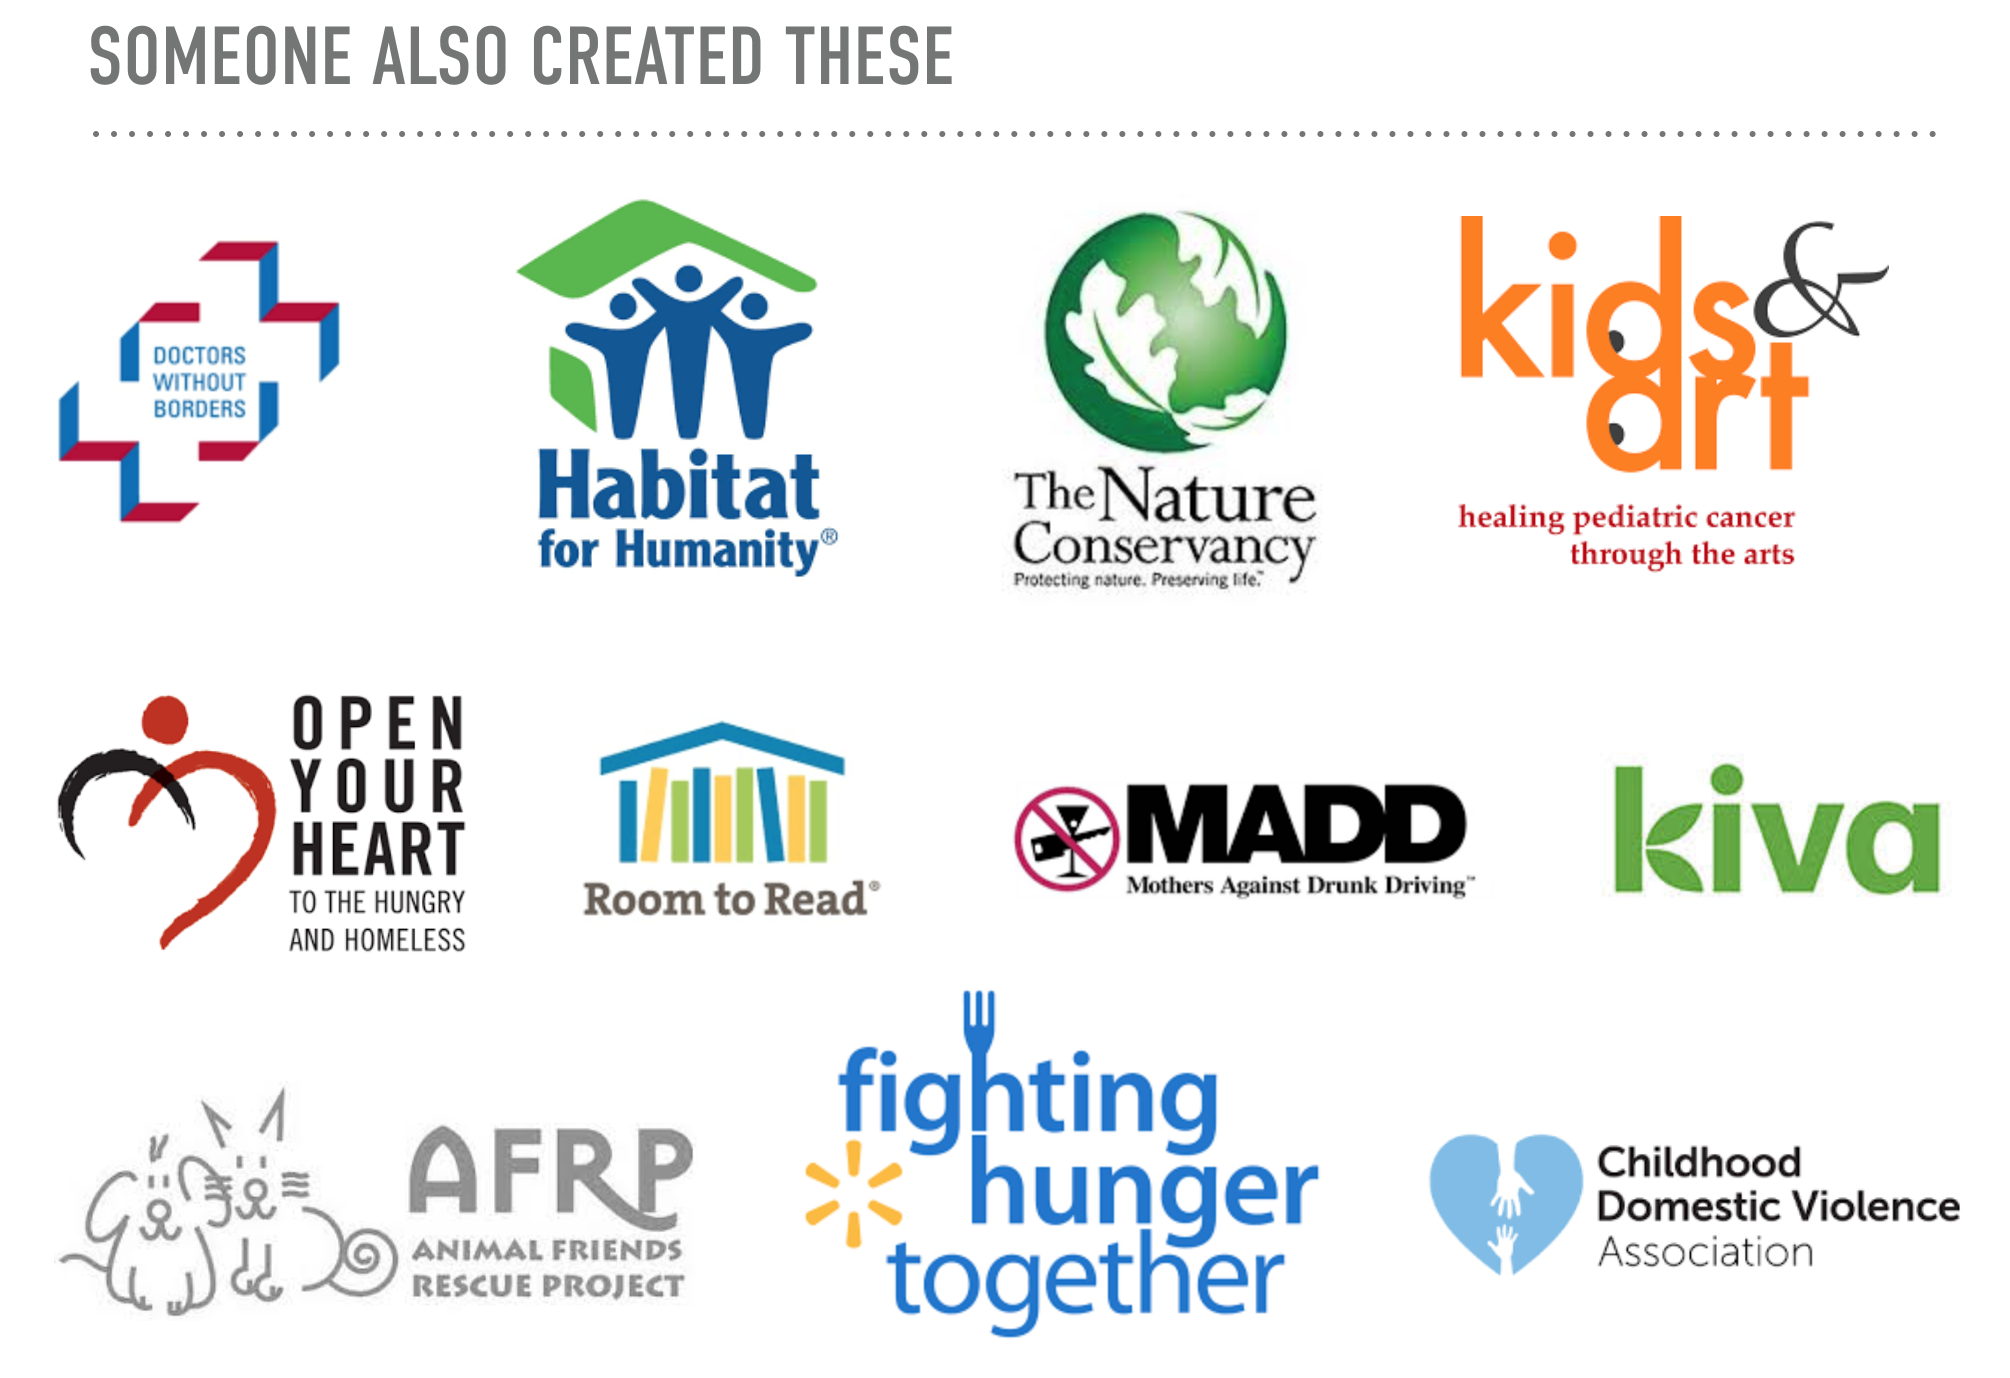 SOMEONE ALSO CREATED THESE
DOCTORS
WITHOUT
BORDERS
Habitat
for Humanity®
The Nature
Conservancy
Protecting nature. Preserving life.™
kids &
art
healing pediatric cancer
through the arts
OPEN
YOUR
HEART
TO THE HUNGRY
AND HOMELESS
Room to Read®
MADD
Mothers Against Drunk Driving™
kiva
AFRP
ANIMAL FRIENDS
RESCUE PROJECT
fighting
hunger
together
Childhood
Domestic Violence
Association